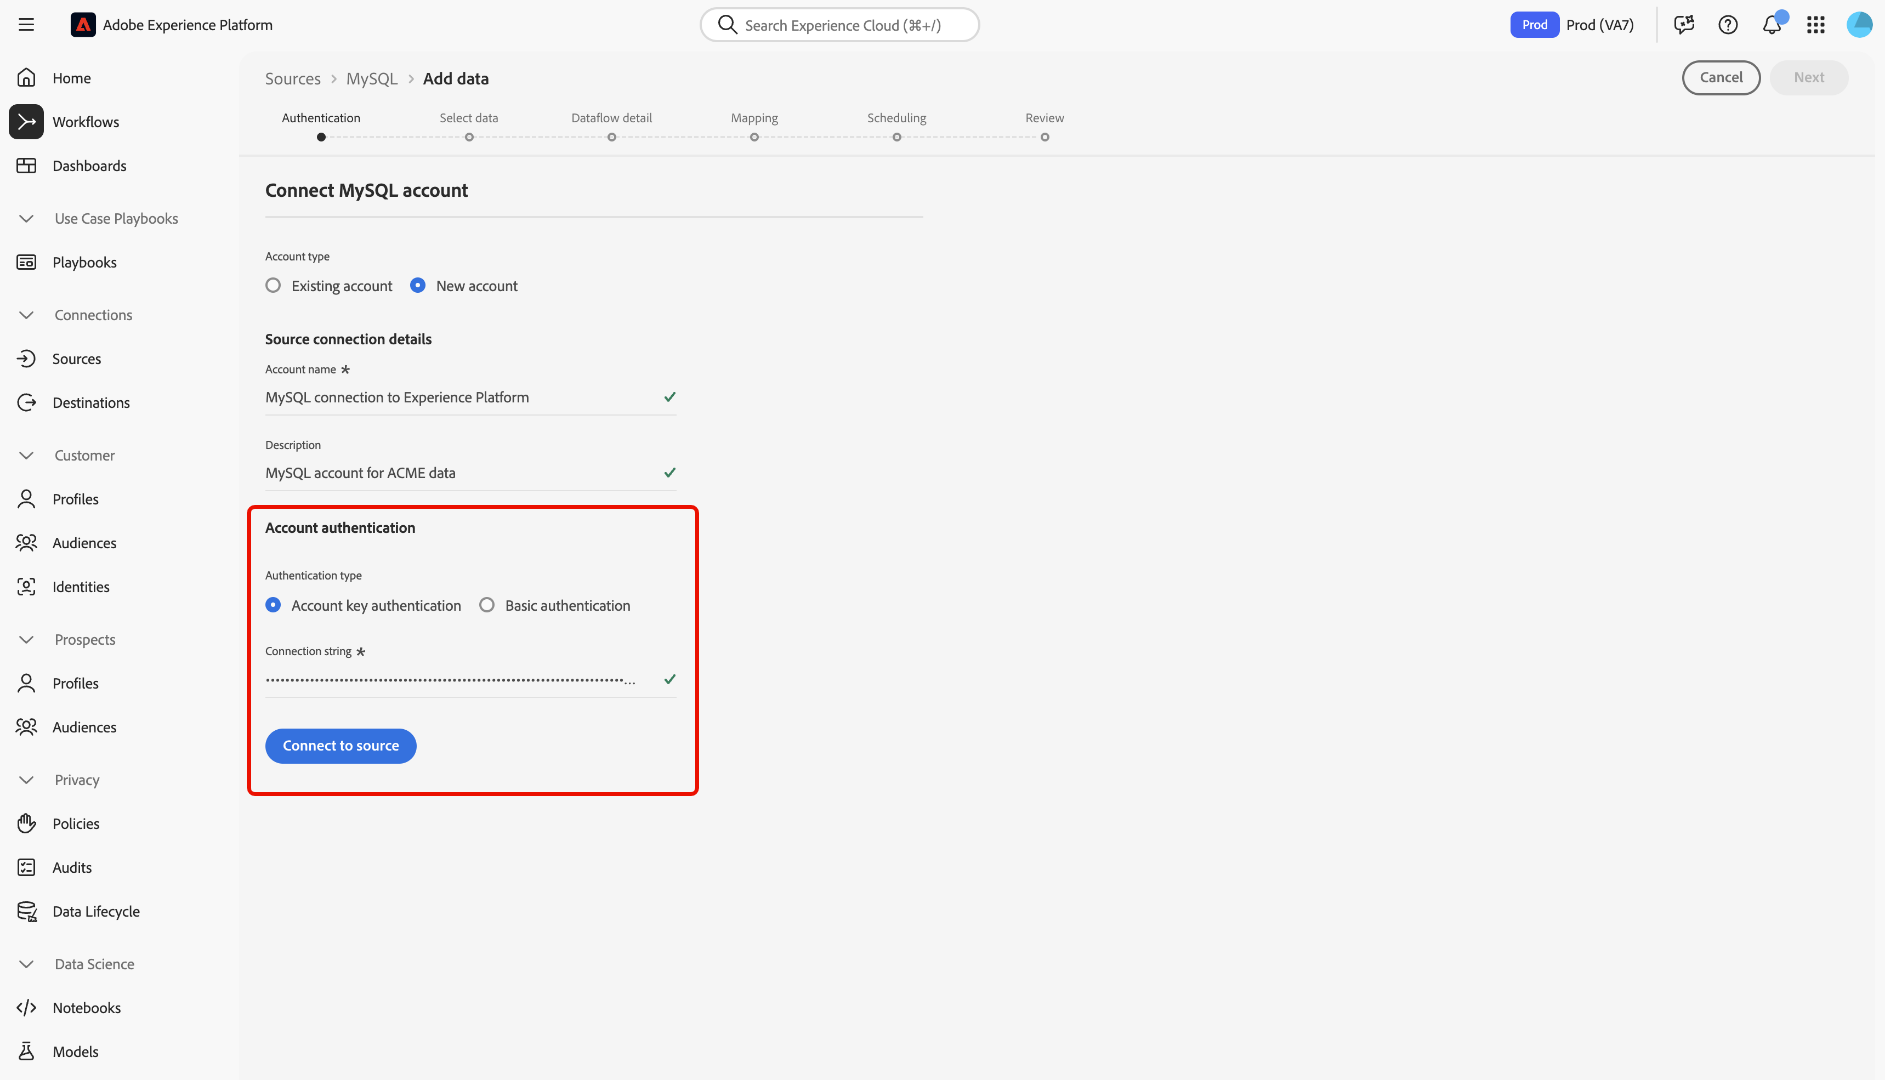 Adobe Experience Platform
Search Experience Cloud (⌘+/)
Prod
Prod (VA7)
Home
Workflows
Dashboards
Use Case Playbooks
Playbooks
Connections
Sources
Destinations
Customer
Profiles
Audiences
Identities
Prospects
Profiles
Audiences
Privacy
Policies
Audits
Data Lifecycle
Data Science
Notebooks
Models
Sources > MySQL > Add data
Cancel
Next
Authentication
Select data
Dataflow detail
Mapping
Scheduling
Review
Connect MySQL account
Account type
Existing account
New account
Source connection details
Account name *
MySQL connection to Experience Platform
Description
MySQL account for ACME data
Account authentication
Authentication type
Account key authentication
Basic authentication
Connection string *
Connect to source